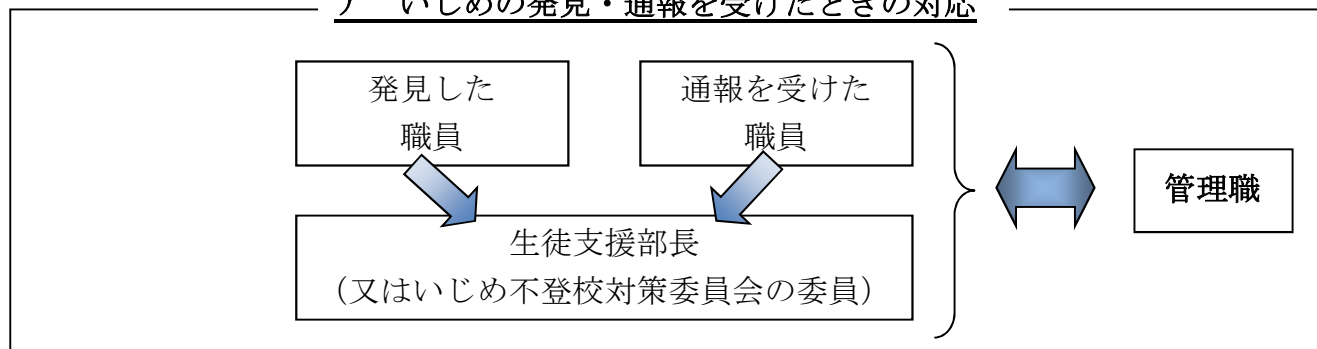 いじめの発見・通報を受けたときの対応
発見した
職員
通報を受けた
職員
管理職
生徒支援部長
（又はいじめ不登校対策委員会の委員）